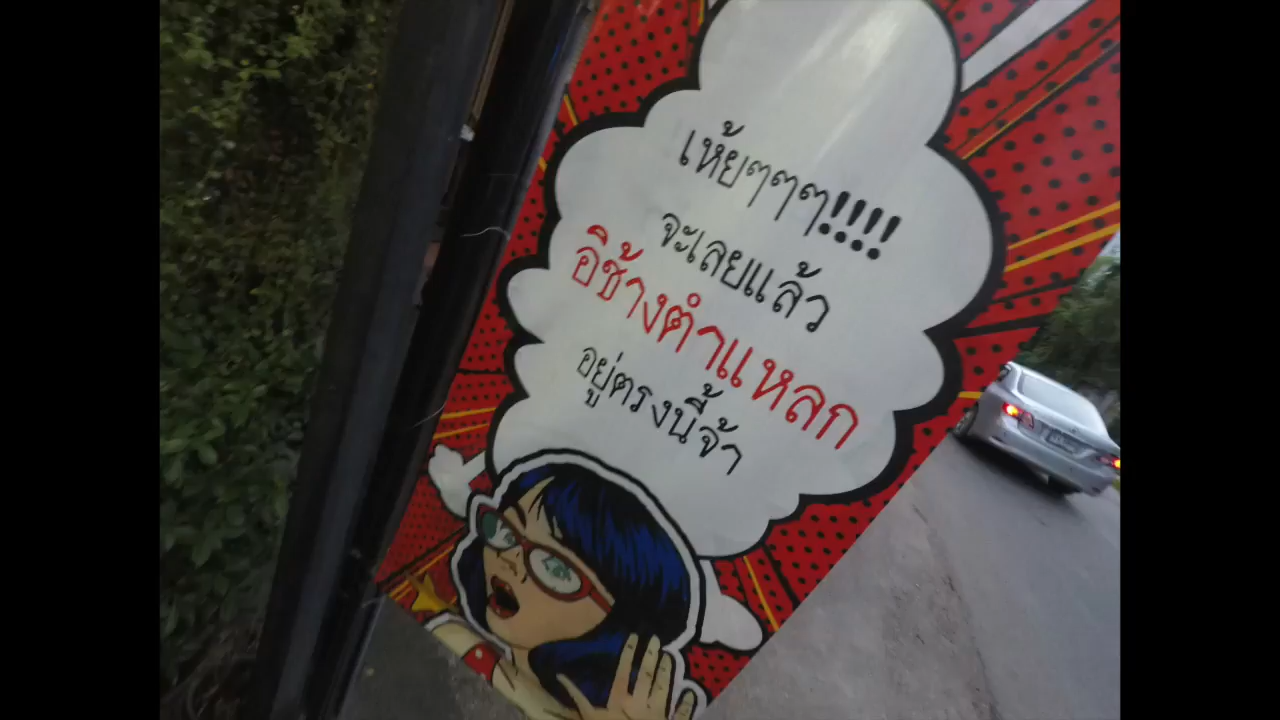 เห้ยๆๆๆ!!!!
จะเลยแล้ว
อิช้างตำแหลก
อยู่ตรงนี้จ้า